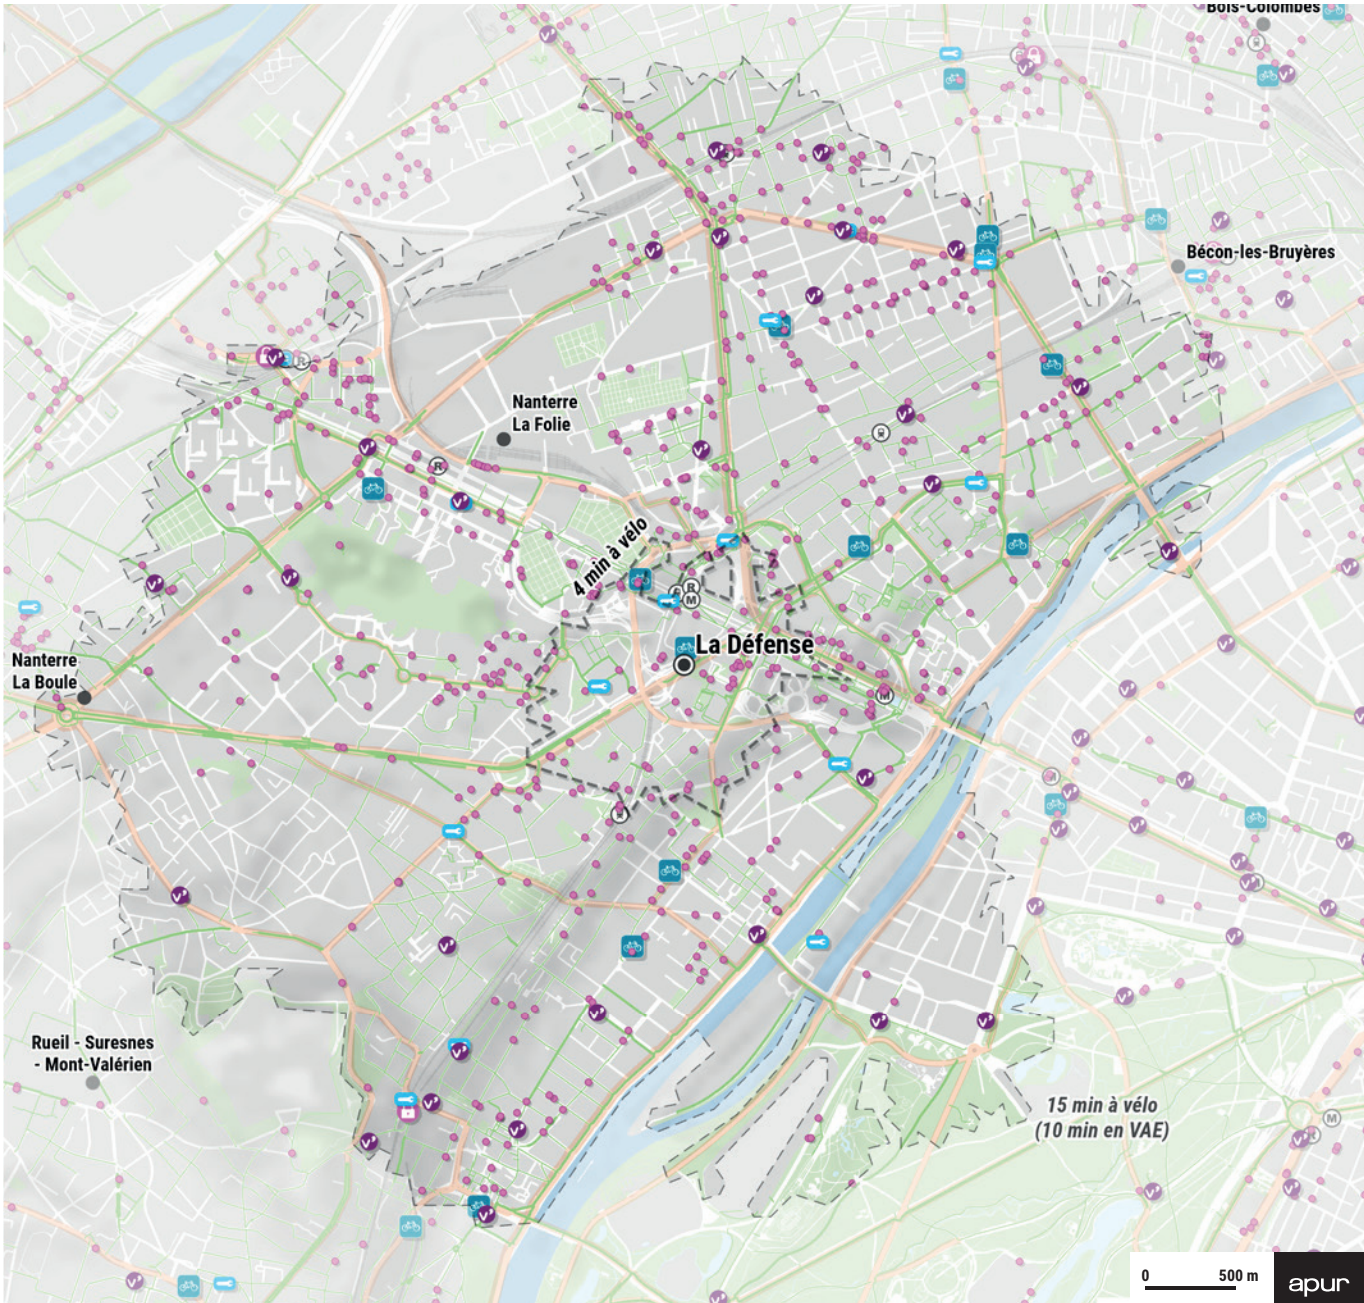 Bois-Colombes
Bécon-les-Bruyères
Nanterre
La Folie
4 min à vélo
La Défense
Nanterre
La Boule
Rueil - Suresnes
- Mont-Valérien
15 min à vélo
(10 min en VAE)
0 500 m
apur